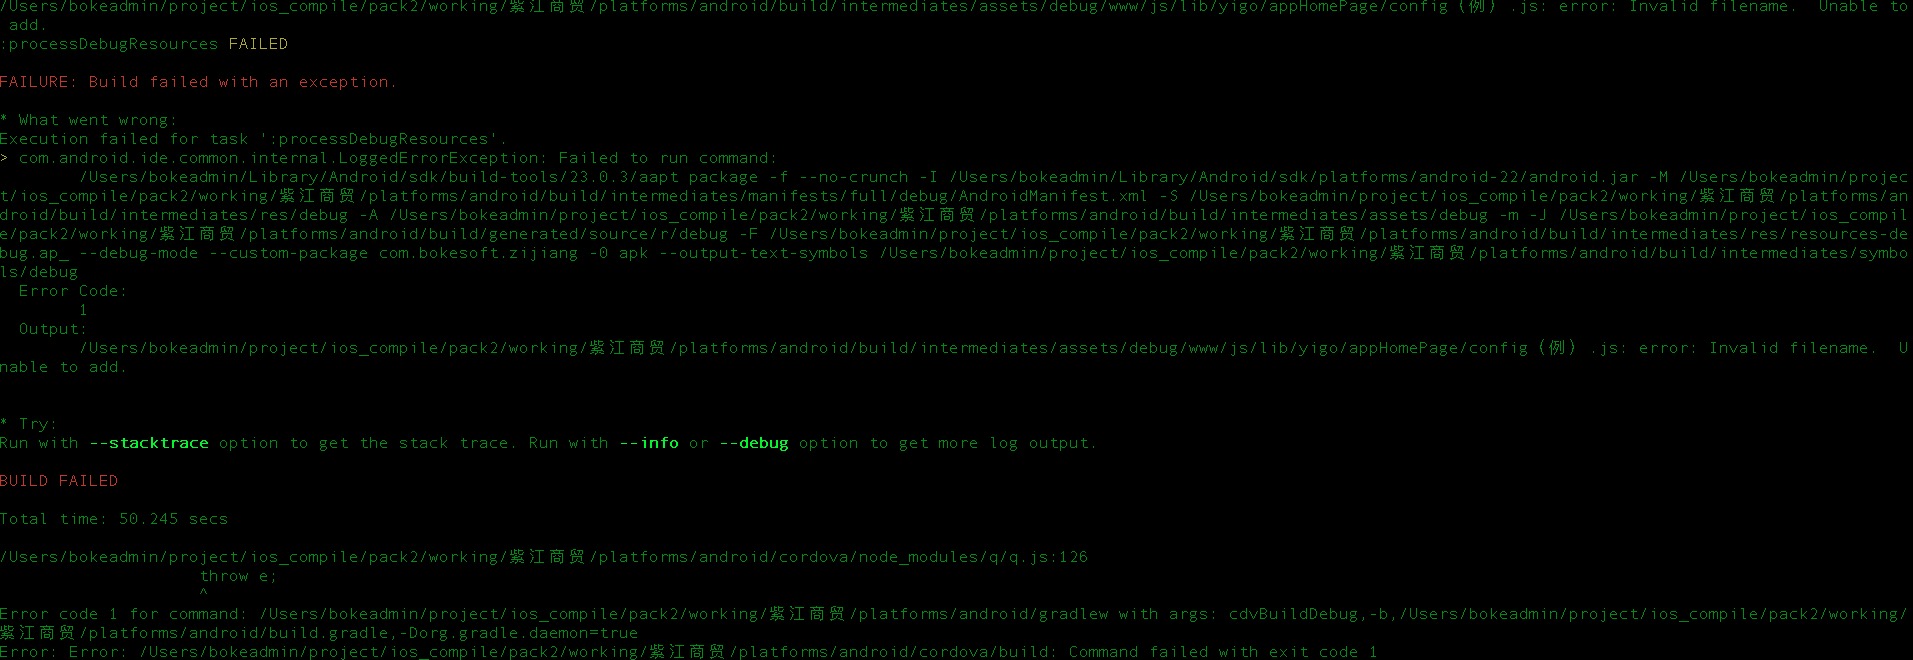 /Users/bokeadmin/project/ios_compile/pack2/working/紫江商贸/platforms/android/build/intermediates/assets/debug/www/js/lib/yigo/appHomePage/config（例）.js: error: Invalid filename.  Unable to
 add.
:processDebugResources FAILED
FAILURE: Build failed with an exception.
* What went wrong:
Execution failed for task ':processDebugResources'.
> com.android.ide.common.internal.LoggedErrorException: Failed to run command:
/Users/bokeadmin/Library/Android/sdk/build-tools/23.0.3/aapt package -f --no-crunch -I /Users/bokeadmin/Library/Android/sdk/platforms/android-22/android.jar -M /Users/bokeadmin/projec
t/ios_compile/pack2/working/紫江商贸/platforms/android/build/intermediates/manifests/full/debug/AndroidManifest.xml -S /Users/bokeadmin/project/ios_compile/pack2/working/紫江商贸/platforms/an
droid/build/intermediates/res/debug -A /Users/bokeadmin/project/ios_compile/pack2/working/紫江商贸/platforms/android/build/intermediates/assets/debug -m -J /Users/bokeadmin/project/ios_compil
e/pack2/working/紫江商贸/platforms/android/build/generated/source/r/debug -F /Users/bokeadmin/project/ios_compile/pack2/working/紫江商贸/platforms/android/build/intermediates/res/resources-de
bug.ap_ --debug-mode --custom-package com.bokesoft.zijiang -0 apk --output-text-symbols /Users/bokeadmin/project/ios_compile/pack2/working/紫江商贸/platforms/android/build/intermediates/symbo
ls/debug
Error Code:
1
Output:
/Users/bokeadmin/project/ios_compile/pack2/working/紫江商贸/platforms/android/build/intermediates/assets/debug/www/js/lib/yigo/appHomePage/config（例）.js: error: Invalid filename.  U
nable to add.
* Try:
Run with --stacktrace option to get the stack trace. Run with --info or --debug option to get more log output.
BUILD FAILED
Total time: 50.245 secs
/Users/bokeadmin/project/ios_compile/pack2/working/紫江商贸/platforms/android/cordova/node_modules/q/q.js:126
throw e;
^
Error code 1 for command: /Users/bokeadmin/project/ios_compile/pack2/working/紫江商贸/platforms/android/gradlew with args: cdvBuildDebug,-b,/Users/bokeadmin/project/ios_compile/pack2/working/
紫江商贸/platforms/android/build.gradle,-Dorg.gradle.daemon=true
Error: Error: /Users/bokeadmin/project/ios_compile/pack2/working/紫江商贸/platforms/android/cordova/build: Command failed with exit code 1